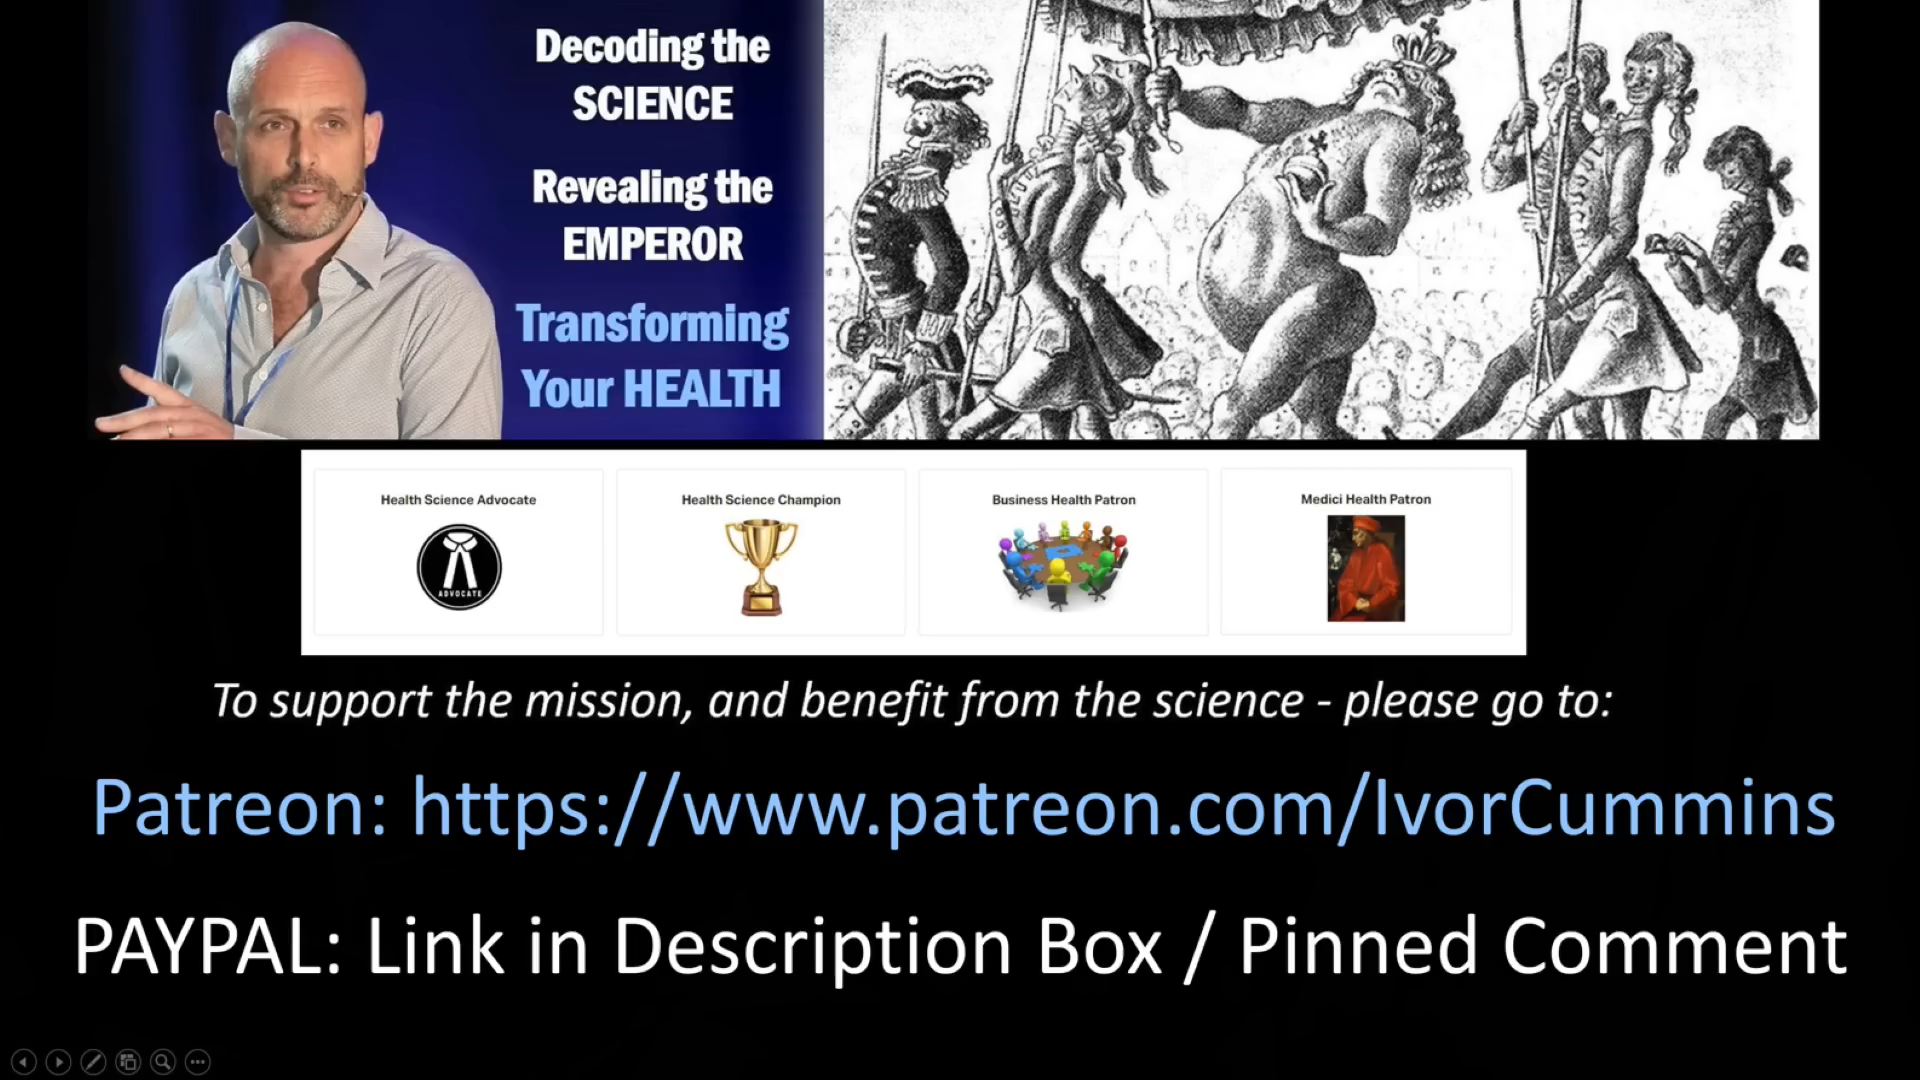 Decoding the
SCIENCE
Revealing the
EMPEROR
Transforming
Your HEALTH
Health Science Advocate
ADVOCATE
Health Science Champion
Business Health Patron
Medici Health Patron
To support the mission, and benefit from the science - please go to:
Patreon: https://www.patreon.com/IvorCummins
PAYPAL: Link in Description Box / Pinned Comment